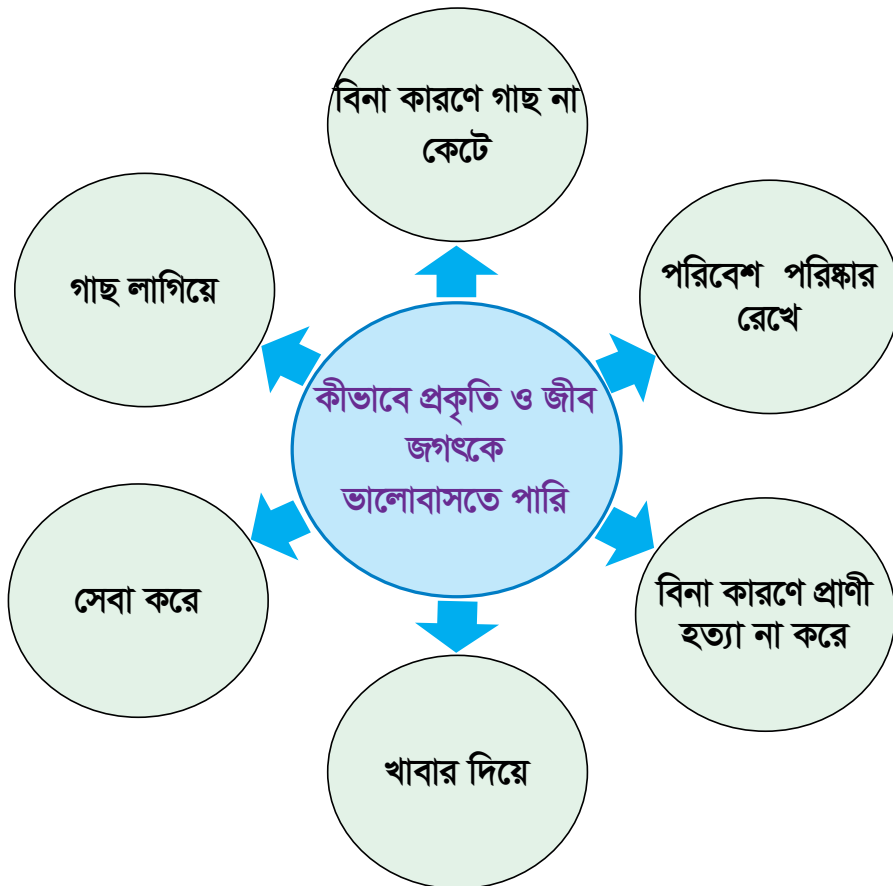 বিনা কারণে গাছ না
কেটে
গাছ লাগিয়ে
পরিবেশ পরিষ্কার
রেখে
কীভাবে প্রকৃতি ও জীব
জগৎকে
ভালোবাসতে পারি
সেবা করে
বিনা কারণে প্রাণী
হত্যা না করে
খাবার দিয়ে